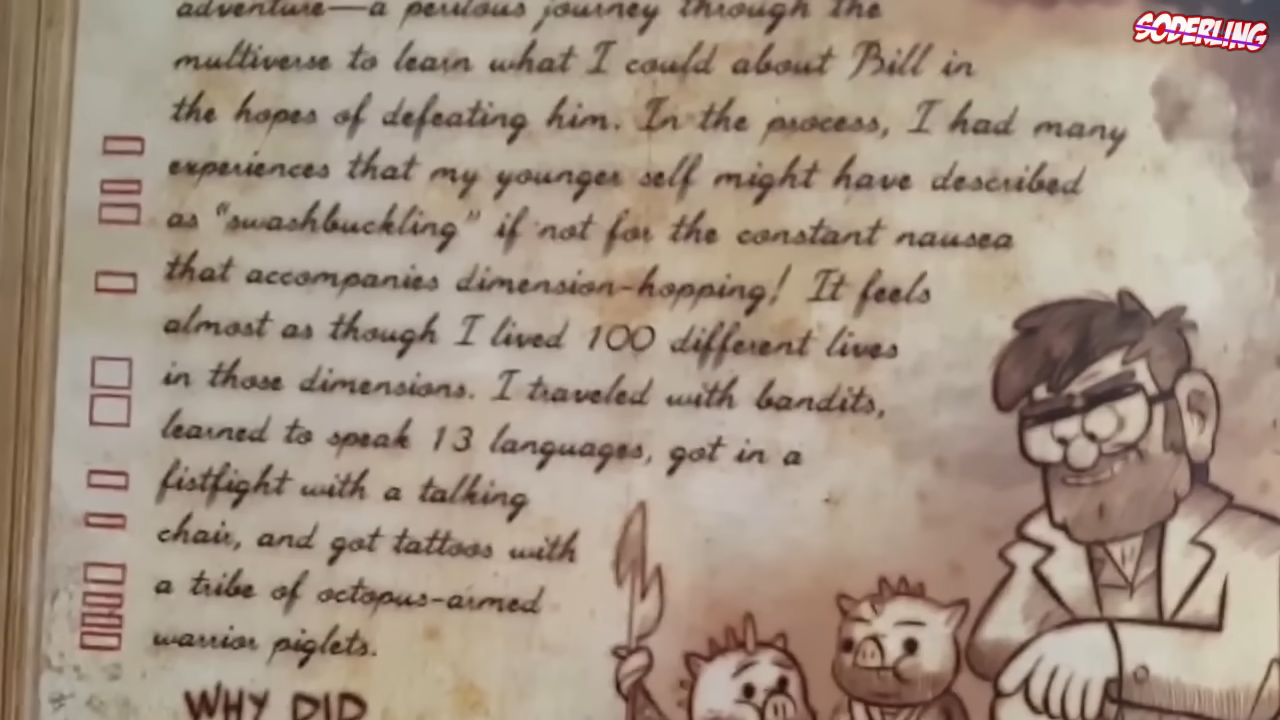 SODERLING
adventure—a perilous journey through the
multiverse to learn what I could about Bill in
the hopes of defeating him. In the process, I had many
experiences that my younger self might have described
as “swashbuckling” if not for the constant nausea
that accompanies dimension-hopping! It feels
almost as though I lived 100 different lives
in those dimensions. I traveled with bandits,
learned to speak 13 languages, got in a
fistfight with a talking
chair, and got tattoos with
a tribe of octopus-armed
warrior piglets.
WHY DID